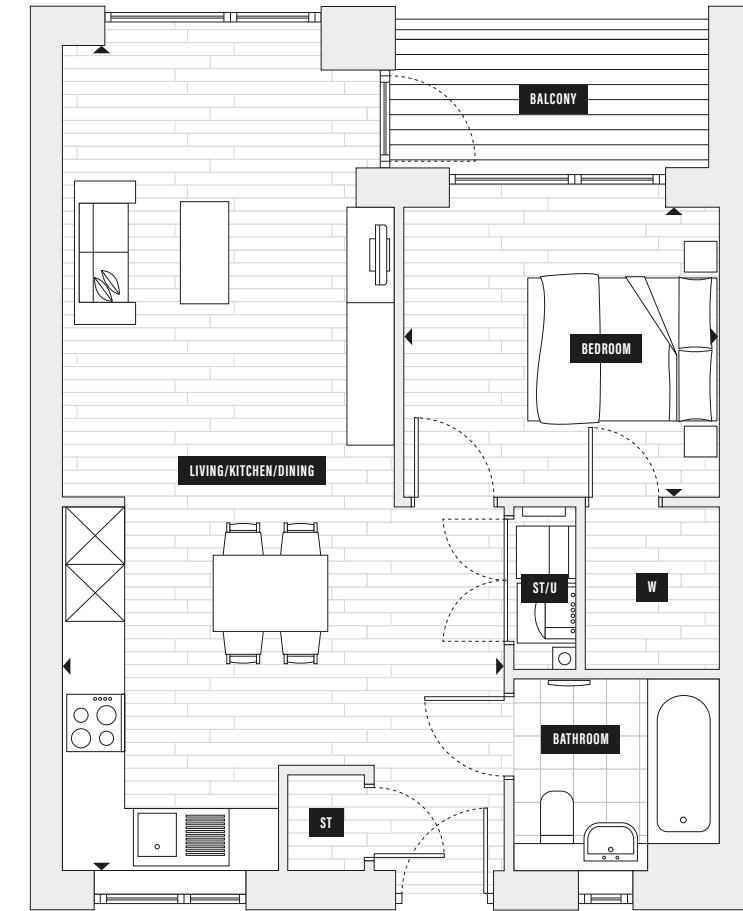 BALCONY
BEDROOM
LIVING/KITCHEN/DINING
ST/U
W
BATHROOM
ST